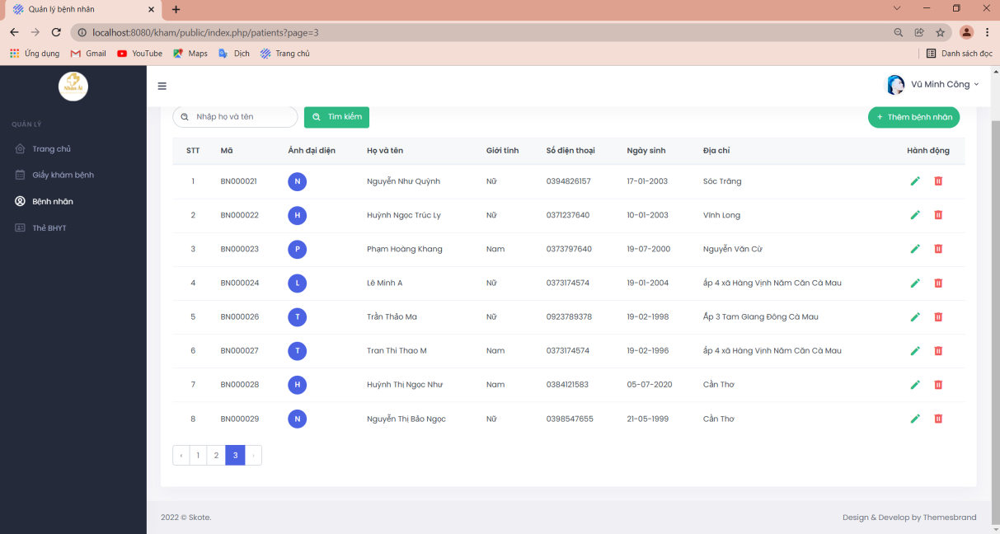 Quản lý bệnh nhân
localhost:8080/kham/public/index.php/patients?page=3
Ứng dụng Gmail YouTube Maps Dịch Trang chủ Danh sách đọc
Nhân Ái
Vũ Minh Công
QUẢN LÝ
Trang chủ
Giấy khám bệnh
Bệnh nhân
Thẻ BHYT
Nhập họ và tên Tìm kiếm + Thêm bệnh nhân
STT Mã Ảnh đại diện Họ và tên Giới tính Số điện thoại Ngày sinh Địa chỉ Hành động
1 BN000021 N Nguyễn Như Quỳnh Nữ 0394826157 17-01-2003 Sóc Trăng
2 BN000022 H Huỳnh Ngọc Trúc Ly Nữ 0371237640 10-01-2003 Vĩnh Long
3 BN000023 P Phạm Hoàng Khang Nam 0373797640 19-07-2000 Nguyễn Văn Cừ
4 BN000024 L Lê Minh A Nữ 0373174574 19-01-2004 ấp 4 xã Hàng Vịnh Năm Căn Cà Mau
5 BN000026 T Trần Thảo Ma Nữ 0923789378 19-02-1998 Ấp 3 Tam Giang Đông Cà Mau
6 BN000027 T Tran Thi Thao M Nam 0373174574 19-02-1996 ấp 4 xã Hàng Vịnh Năm Căn Cà Mau
7 BN000028 H Huỳnh Thị Ngọc Như Nam 0384121583 05-07-2020 Cần Thơ
8 BN000029 N Nguyễn Thị Bảo Ngọc Nữ 0398547655 21-05-1999 Cần Thơ
‹ 1 2 3 ›
2022 © Skote. Design & Develop by Themesbrand